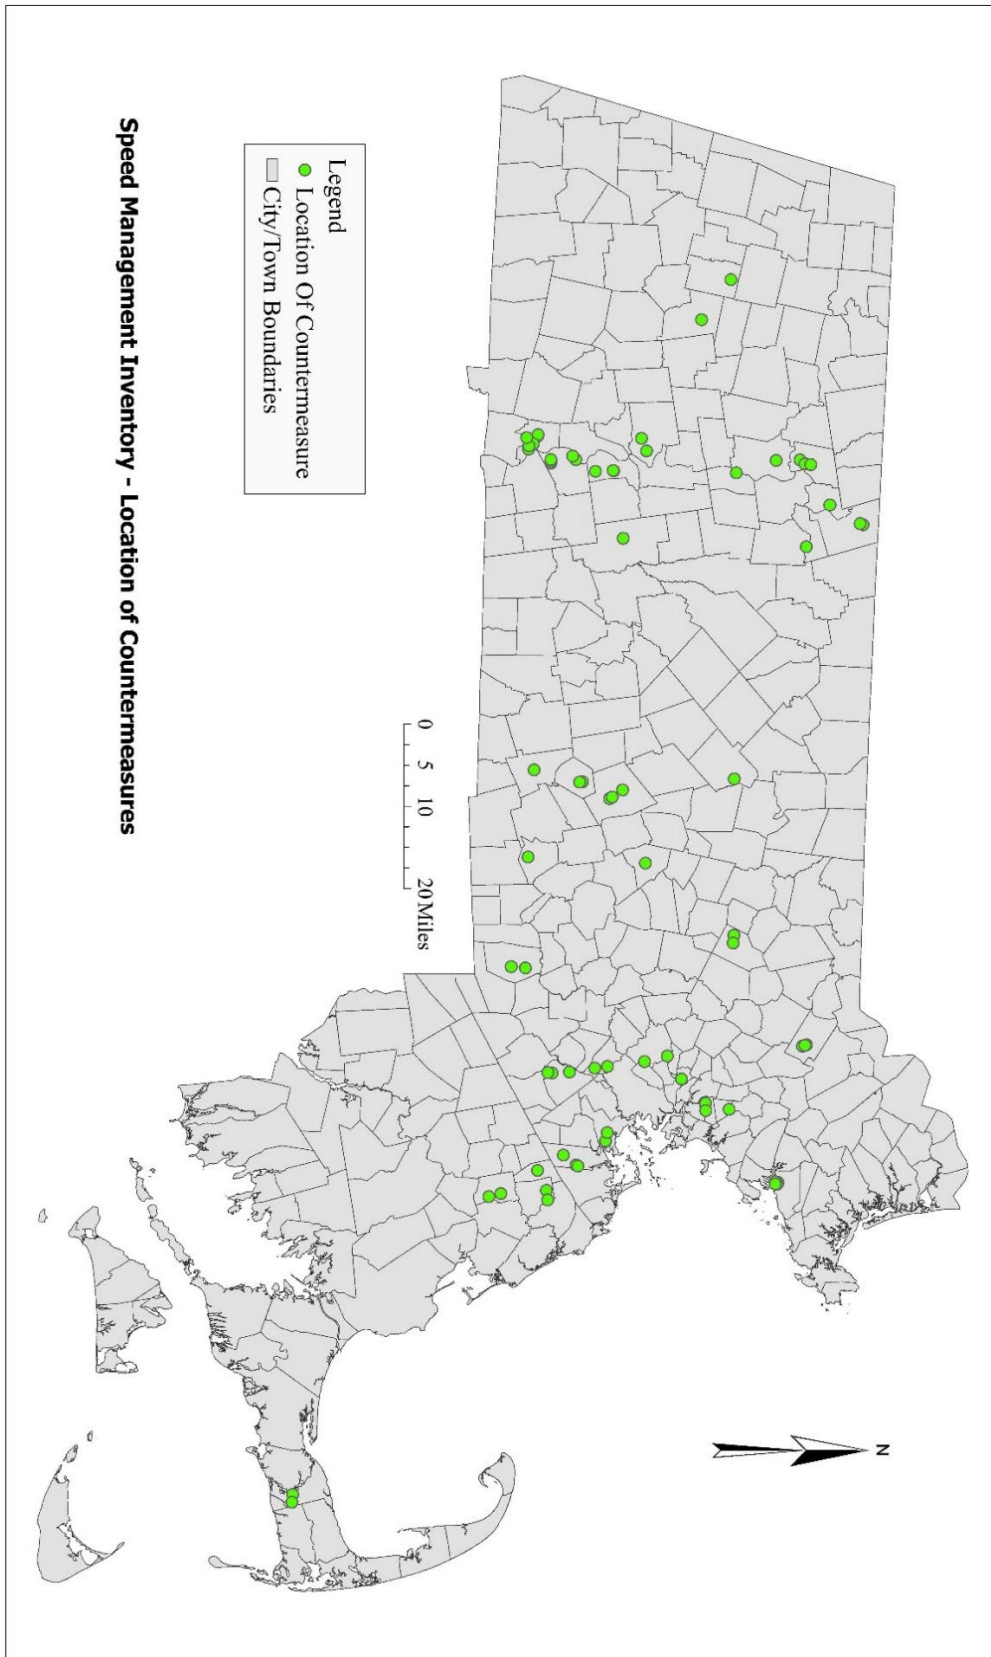 N
0 5 10 20 Miles
Legend
Location Of Countermeasure
City/Town Boundaries
Speed Management Inventory - Location of Countermeasures